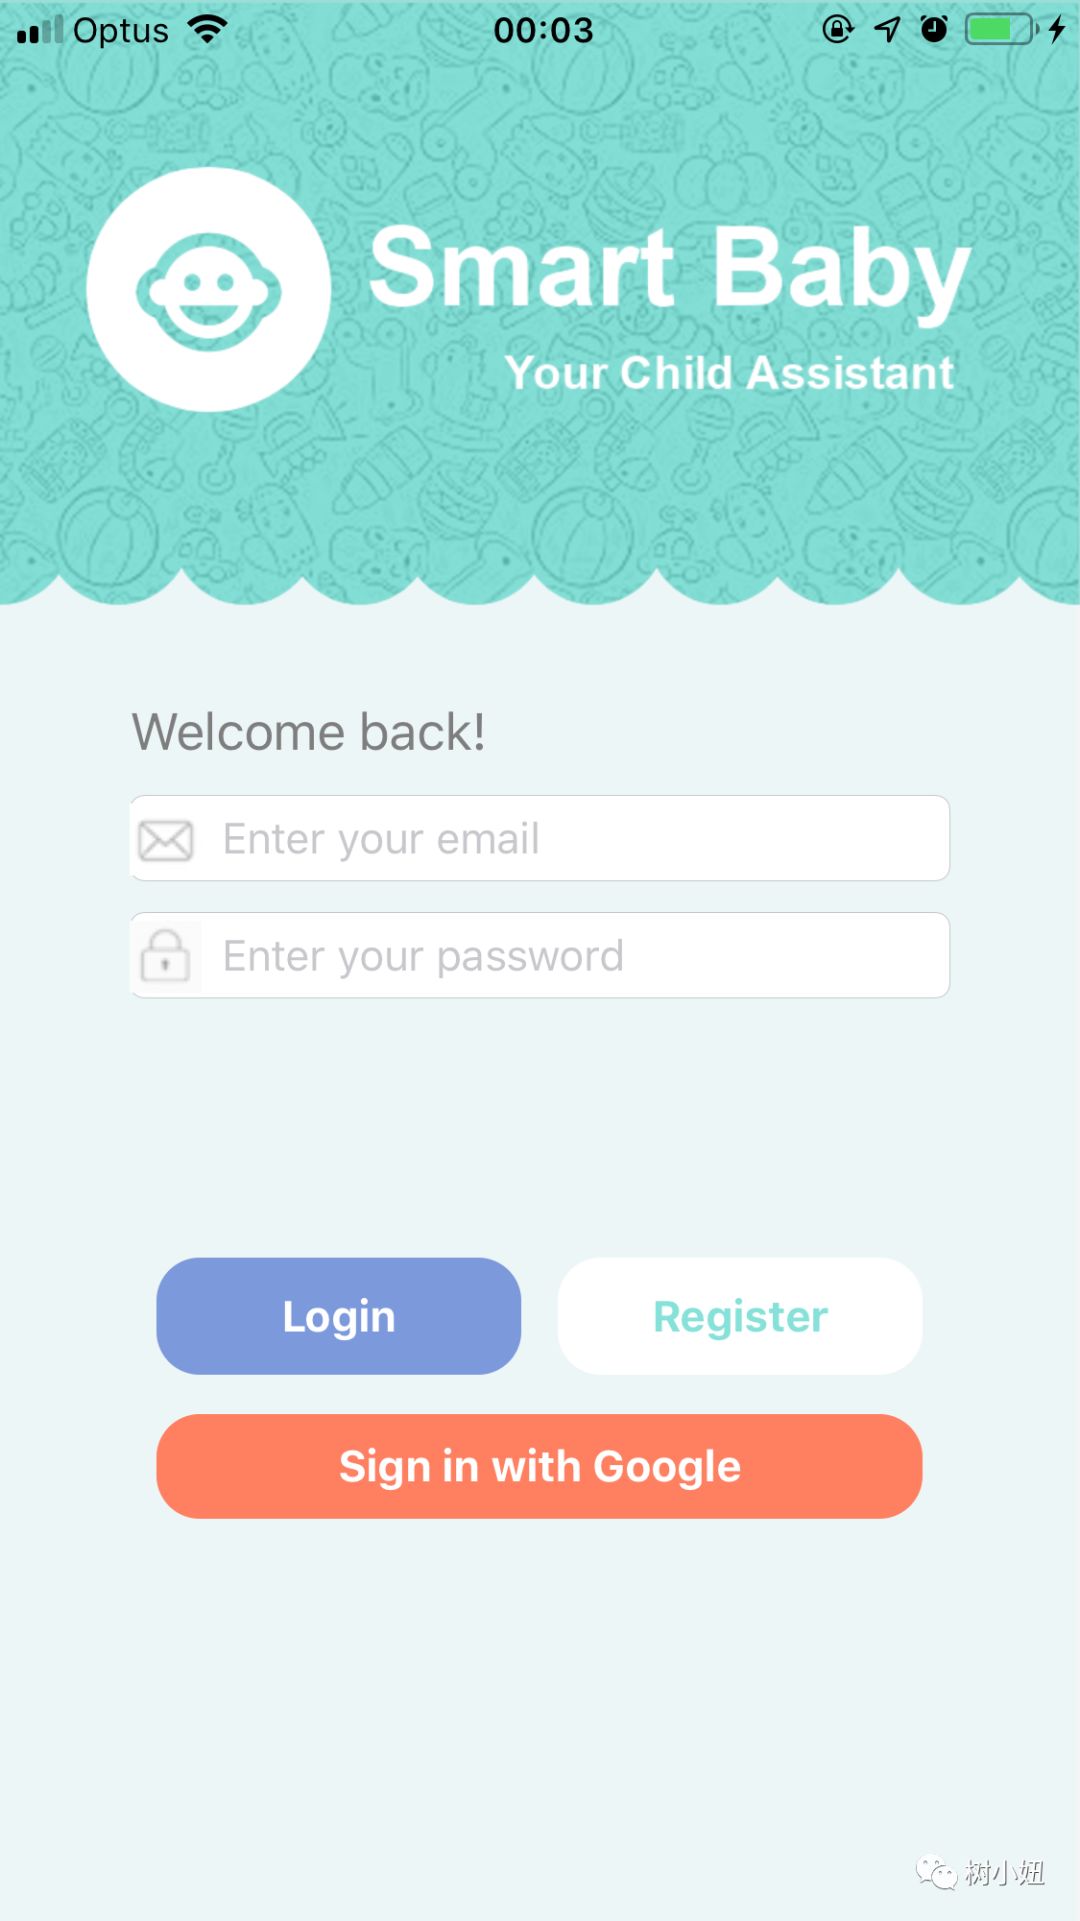 Optus 00:03
Smart Baby
Your Child Assistant
Welcome back!
Enter your email
Enter your password
Login Register
Sign in with Google
树小妞